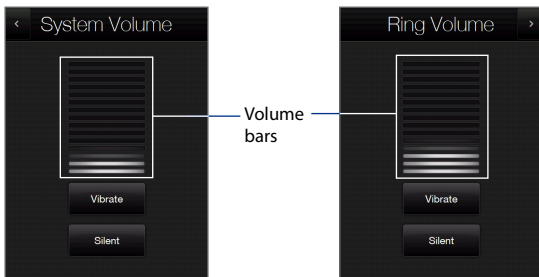 System Volume
Vibrate
Silent
Volume
bars
Ring Volume
Vibrate
Silent